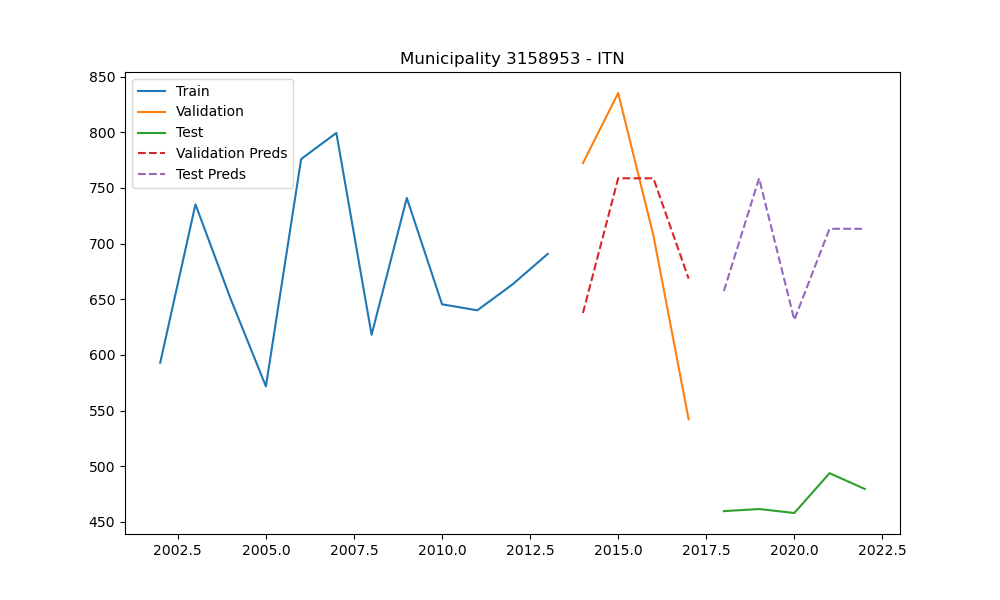 Municipality 3158953 - ITN
850
800
750
700
650
600
550
500
450
Train
Validation
Test
Validation Preds
Test Preds
2002.5 2005.0 2007.5 2010.0 2012.5 2015.0 2017.5 2020.0 2022.5